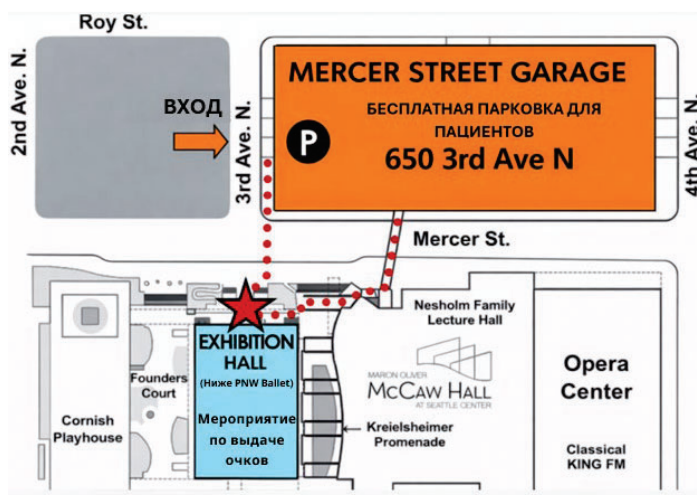 Roy St.
2nd Ave. N.
ВХОД
3rd Ave. N.
MERCER STREET GARAGE
БЕСПЛАТНАЯ ПАРКОВКА ДЛЯ
ПАЦИЕНТОВ
P
650 3rd Ave N
4th Ave. N.
Mercer St.
Nesholm Family
Lecture Hall
EXHIBITION
HALL
(Ниже PNW Ballet)
Мероприятие
по выдаче
очков
Founders
Court
Cornish
Playhouse
MARION OLIVER
McCAW HALL
AT SEATTLE CENTER
Kreielsheimer
Promenade
Opera
Center
Classical
KING FM